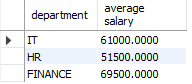 department average salary
IT 61000.0000
HR 51500.0000
FINANCE 69500.0000